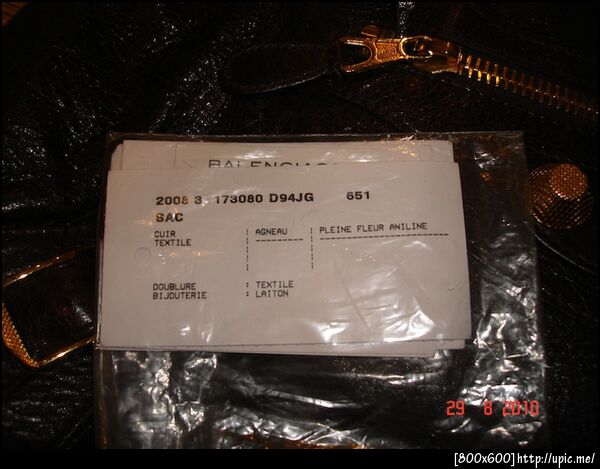 BALENCIAGA
2008 3 173080 D94JG 651
SAC
CUIR : AGNEAU : PLEINE FLEUR ANILINE
TEXTILE
DOUBLURE : TEXTILE
BIJOUTERIE : LAITON
29 8 2010
[800x600]http://upic.me/